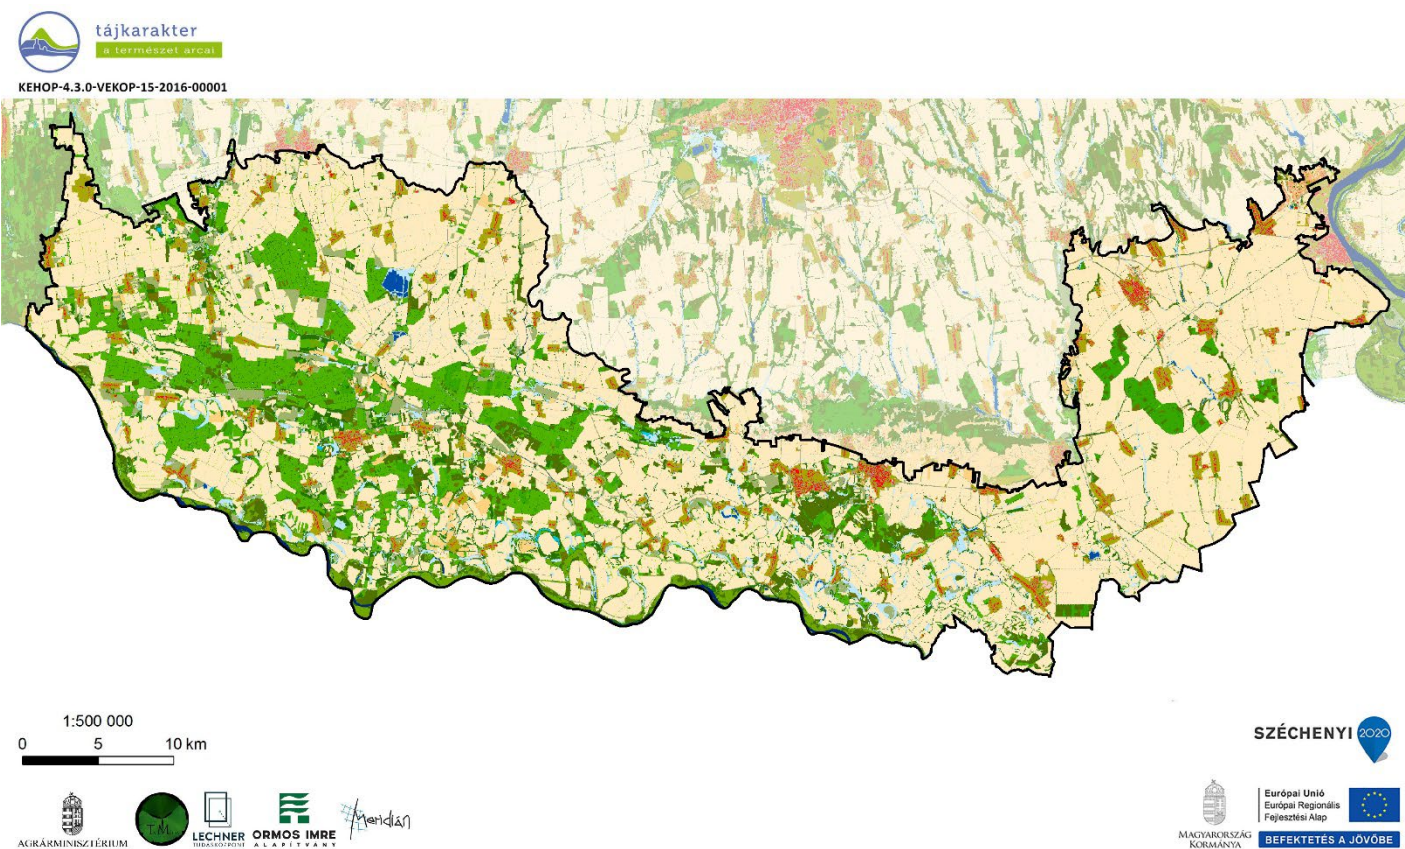 tájkarakter
a természet arcai
KEHOP-4.3.0-VEKOP-15-2016-00001
1:500 000
0 5 10 km
SZÉCHENYI 2020
AGRÁRMINISZTÉRIUM
T.M.
LECHNER
TUDÁSKÖZPONT
ORMOS IMRE
ALAPÍTVÁNY
Meridián
MAGYARORSZÁG
KORMÁNYA
Európai Unió
Európai Regionális
Fejlesztési Alap
BEFEKTETÉS A JÖVŐBE